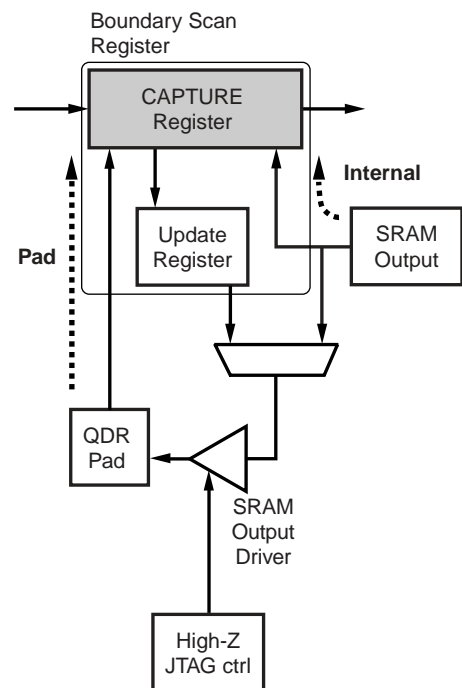 Boundary Scan
Register
CAPTURE
Register
Internal
Update
Register
SRAM
Output
Pad
QDR
Pad
SRAM
Output
Driver
High-Z
JTAG ctrl